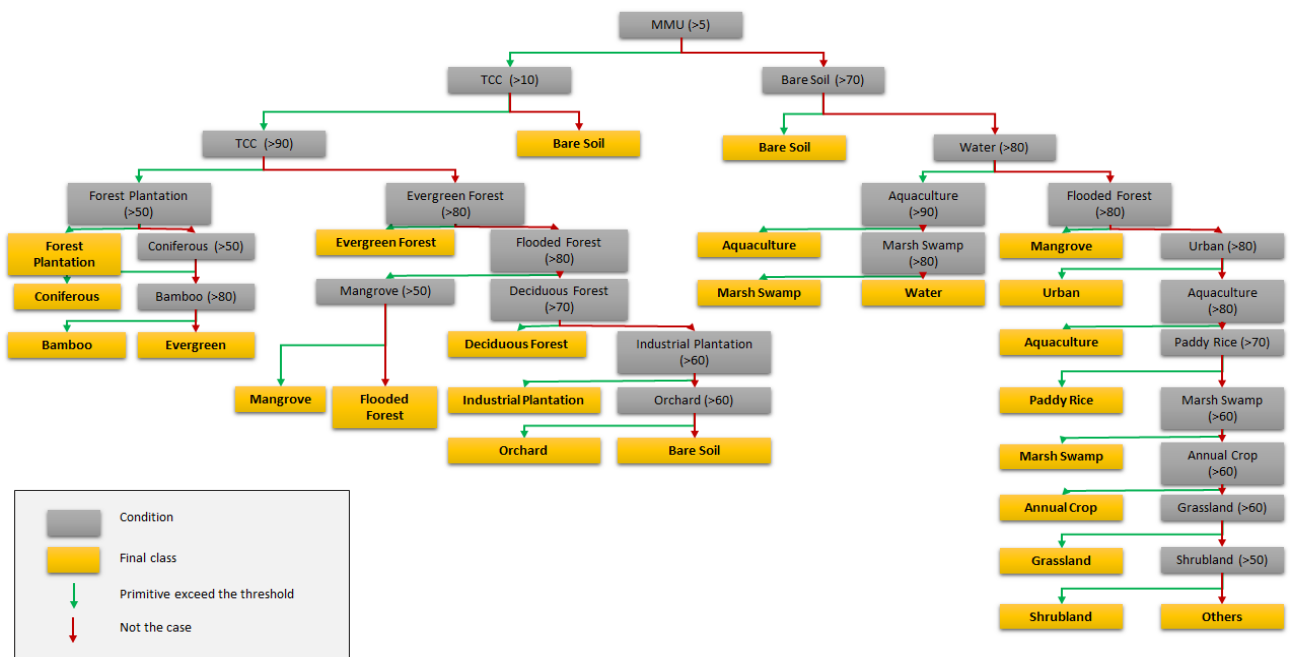 MMU (>5)
TCC (>10)
Bare Soil (>70)
TCC (>90)
Bare Soil
Bare Soil
Water (>80)
Forest Plantation
(>50)
Evergreen Forest
(>80)
Aquaculture
(>90)
Flooded Forest
(>80)
Forest
Plantation
Coniferous (>50)
Evergreen Forest
Flooded Forest
(>80)
Aquaculture
Marsh Swamp
(>80)
Mangrove
Urban (>80)
Coniferous
Bamboo (>80)
Mangrove (>50)
Deciduous Forest
(>70)
Marsh Swamp
Water
Urban
Aquaculture
(>80)
Bamboo
Evergreen
Deciduous Forest
Industrial Plantation
(>60)
Aquaculture
Paddy Rice (>70)
Mangrove
Flooded
Forest
Industrial Plantation
Orchard (>60)
Paddy Rice
Marsh Swamp
(>60)
Orchard
Bare Soil
Marsh Swamp
Annual Crop
(>60)
Annual Crop
Grassland (>60)
Grassland
Shrubland (>50)
Shrubland
Others
Condition
Final class
Primitive exceed the threshold
Not the case